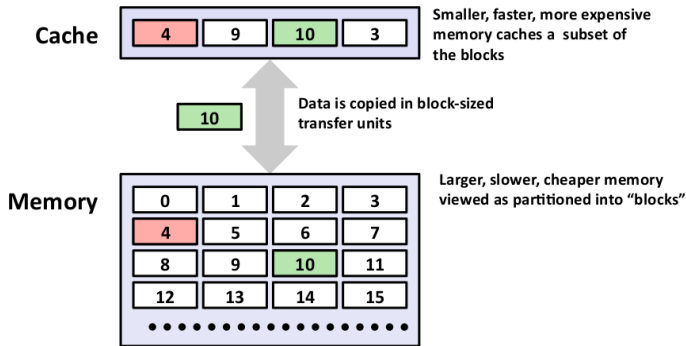 Cache
4 9 10 3
Smaller, faster, more expensive
memory caches a subset of
the blocks
10
Data is copied in block-sized
transfer units
Memory
0 1 2 3
4 5 6 7
8 9 10 11
12 13 14 15
Larger, slower, cheaper memory
viewed as partitioned into “blocks”